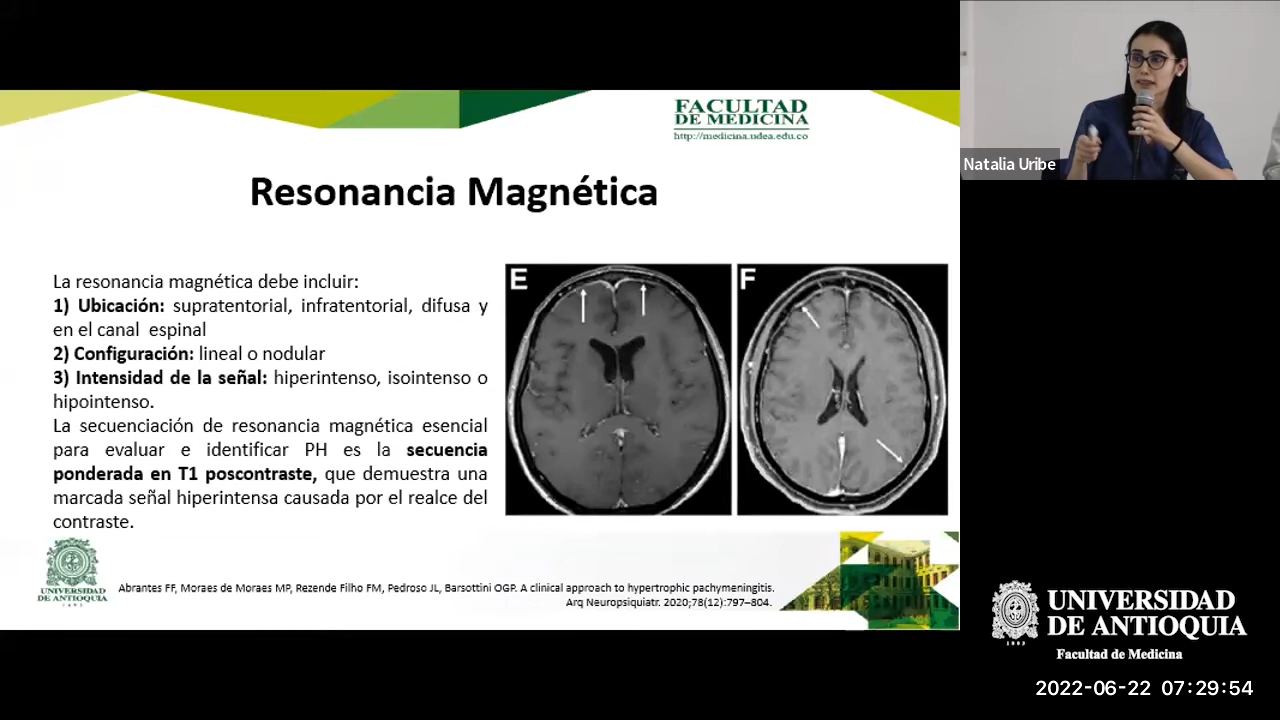 FACULTAD
DE MEDICINA
http://medicina.udea.edu.co
Resonancia Magnética
La resonancia magnética debe incluir:
1) Ubicación: supratentorial, infratentorial, difusa y
en el canal espinal
2) Configuración: lineal o nodular
3) Intensidad de la señal: hiperintenso, isointenso o
hipointenso.
La secuenciación de resonancia magnética esencial
para evaluar e identificar PH es la secuencia
ponderada en T1 poscontraste, que demuestra una
marcada señal hiperintensa causada por el realce del
contraste.
E
F
UNIVERSIDAD
DE ANTIOQUIA
1803
Abrantes FF, Moraes de Moraes MP, Rezende Filho FM, Pedroso JL, Barsottini OGP. A clinical approach to hypertrophic pachymeningitis.
Arq Neuropsiquiatr. 2020;78(12):797–804.
Natalia Uribe
UNIVERSIDAD
DE ANTIOQUIA
1803
Facultad de Medicina
2022-06-22 07:29:54